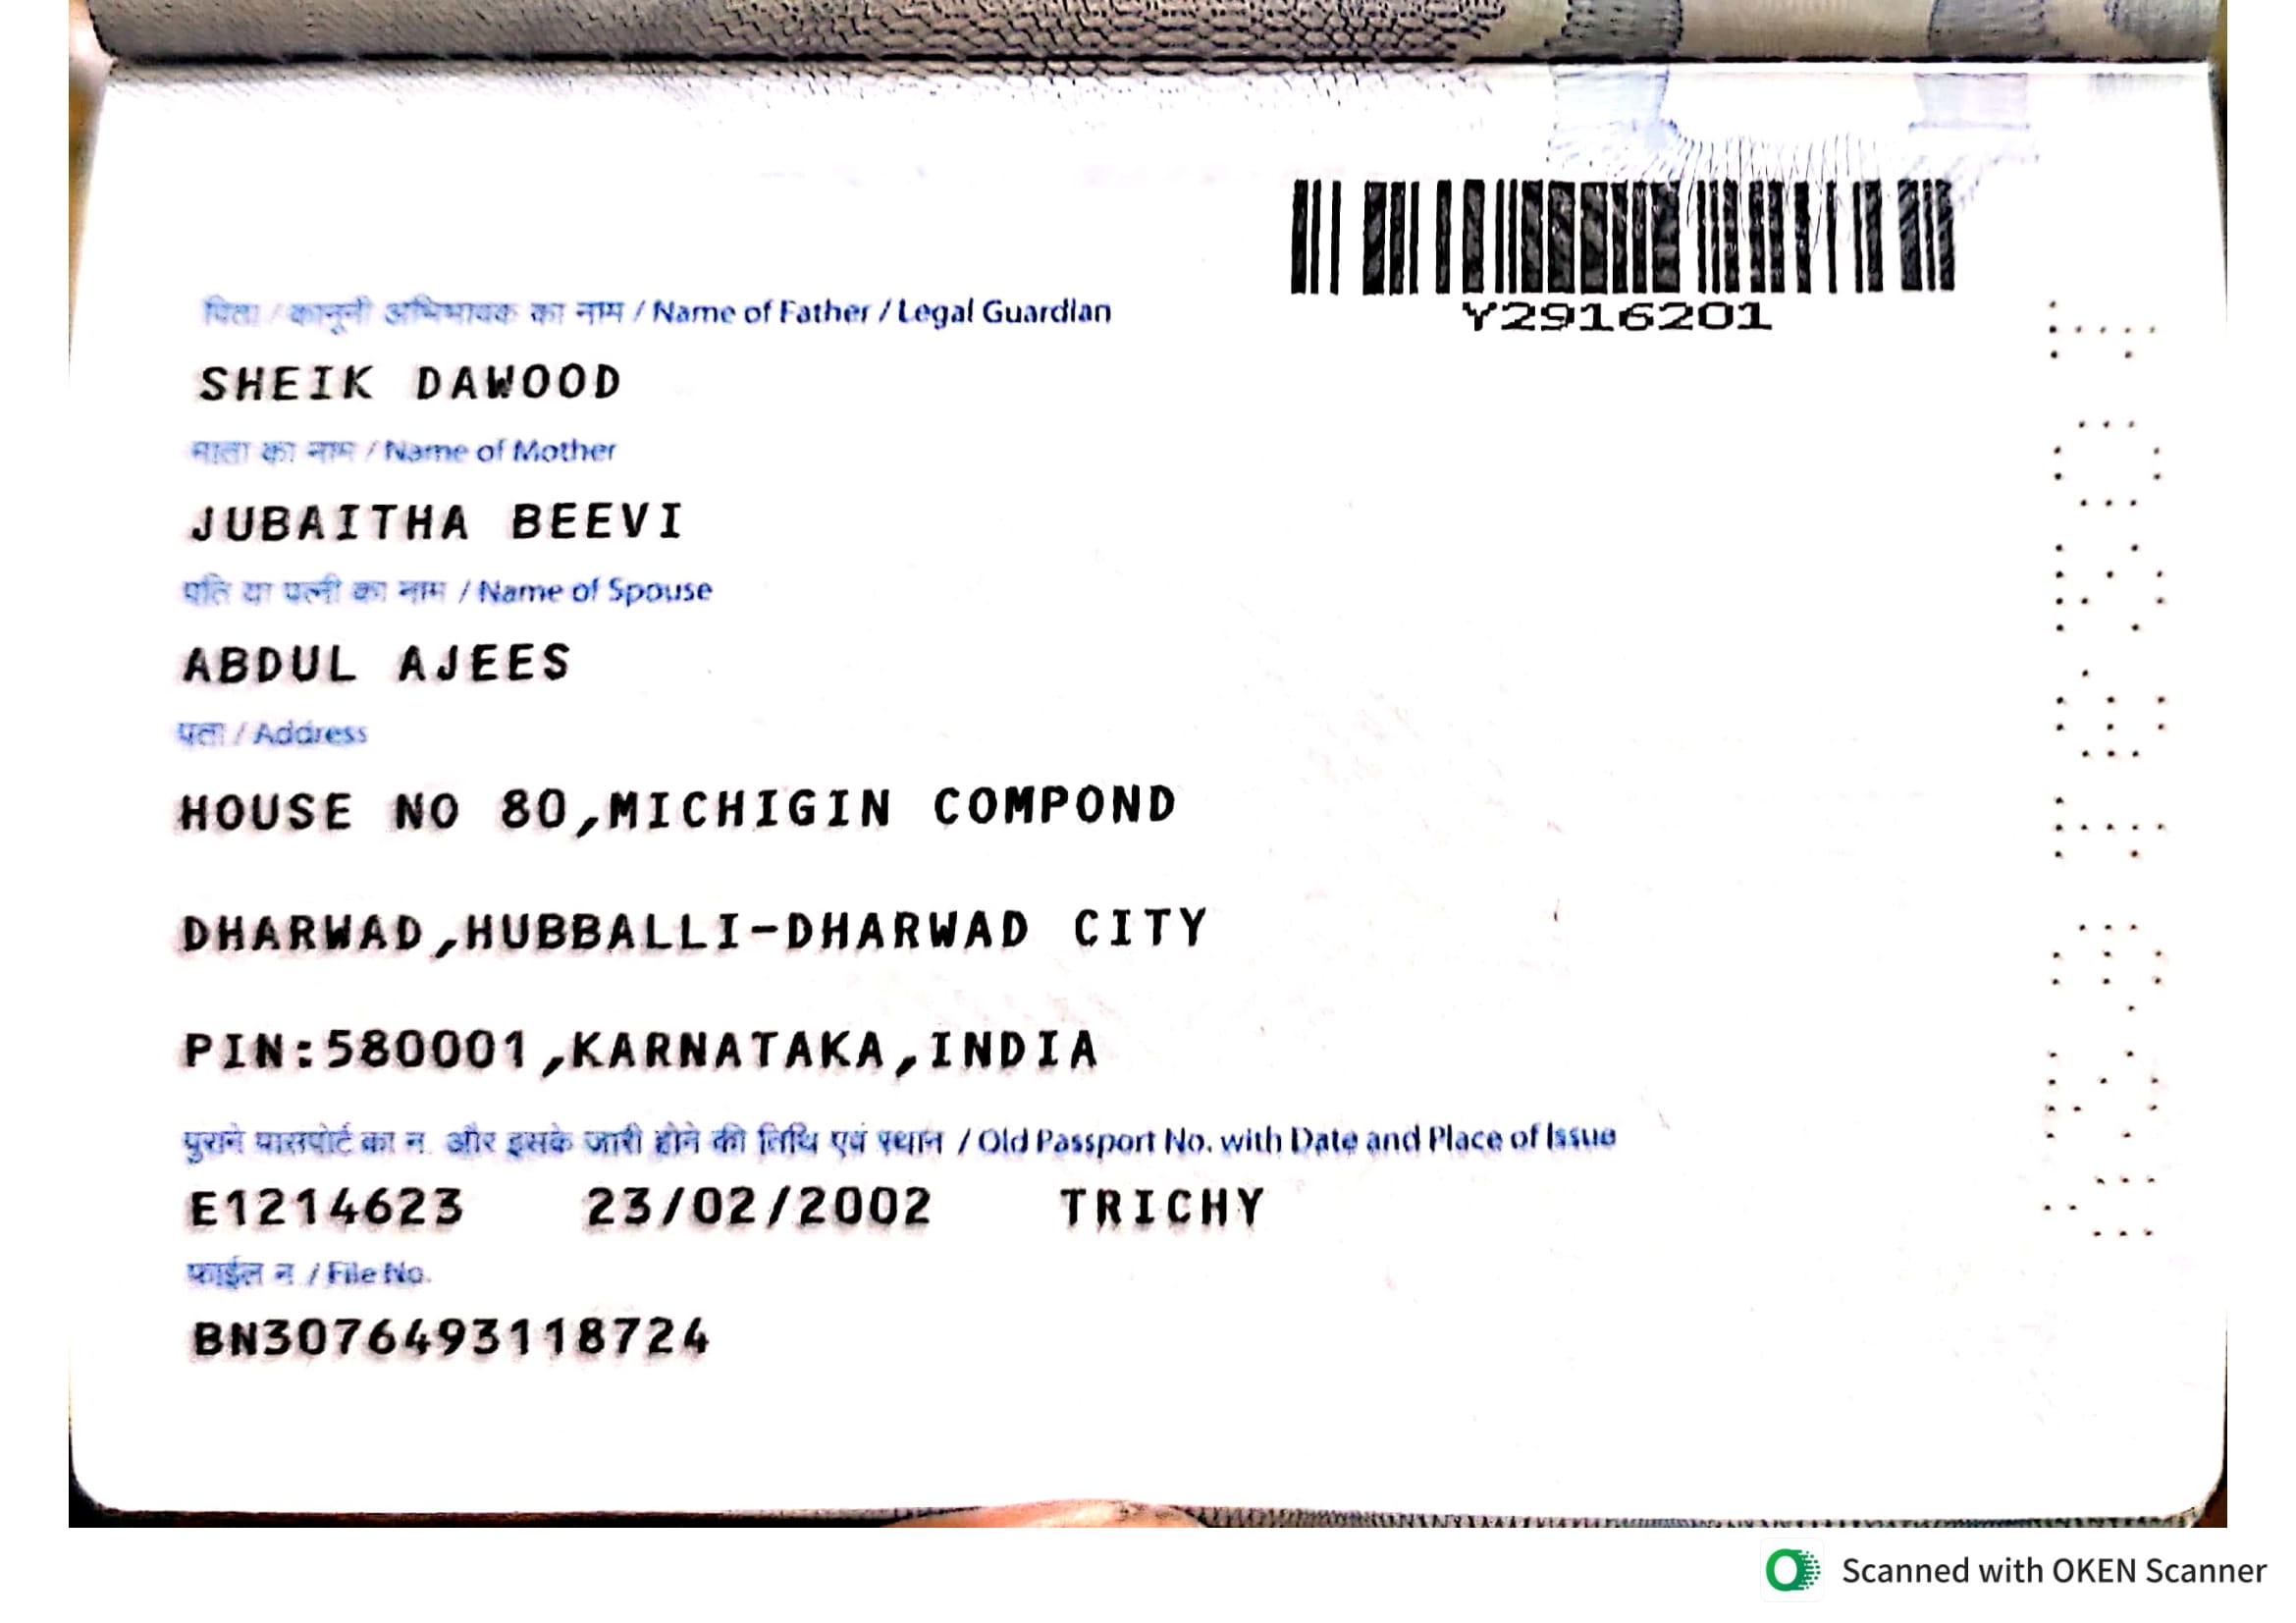 Y2916201
पिता / कानूनी अभिभावक का नाम / Name of Father / Legal Guardian
SHEIK DAWOOD
माता का नाम / Name of Mother
JUBAITHA BEEVI
पति या पत्नी का नाम / Name of Spouse
ABDUL AJEES
पता / Address
HOUSE NO 80,MICHIGIN COMPOND
DHARWAD,HUBBALLI-DHARWAD CITY
PIN:580001,KARNATAKA,INDIA
पुराने पासपोर्ट का न. और इसके जारी होने की तिथि एवं स्थान / Old Passport No. with Date and Place of Issue
E1214623 23/02/2002 TRICHY
फाईल न / File No.
BN3076493118724
Scanned with OKEN Scanner